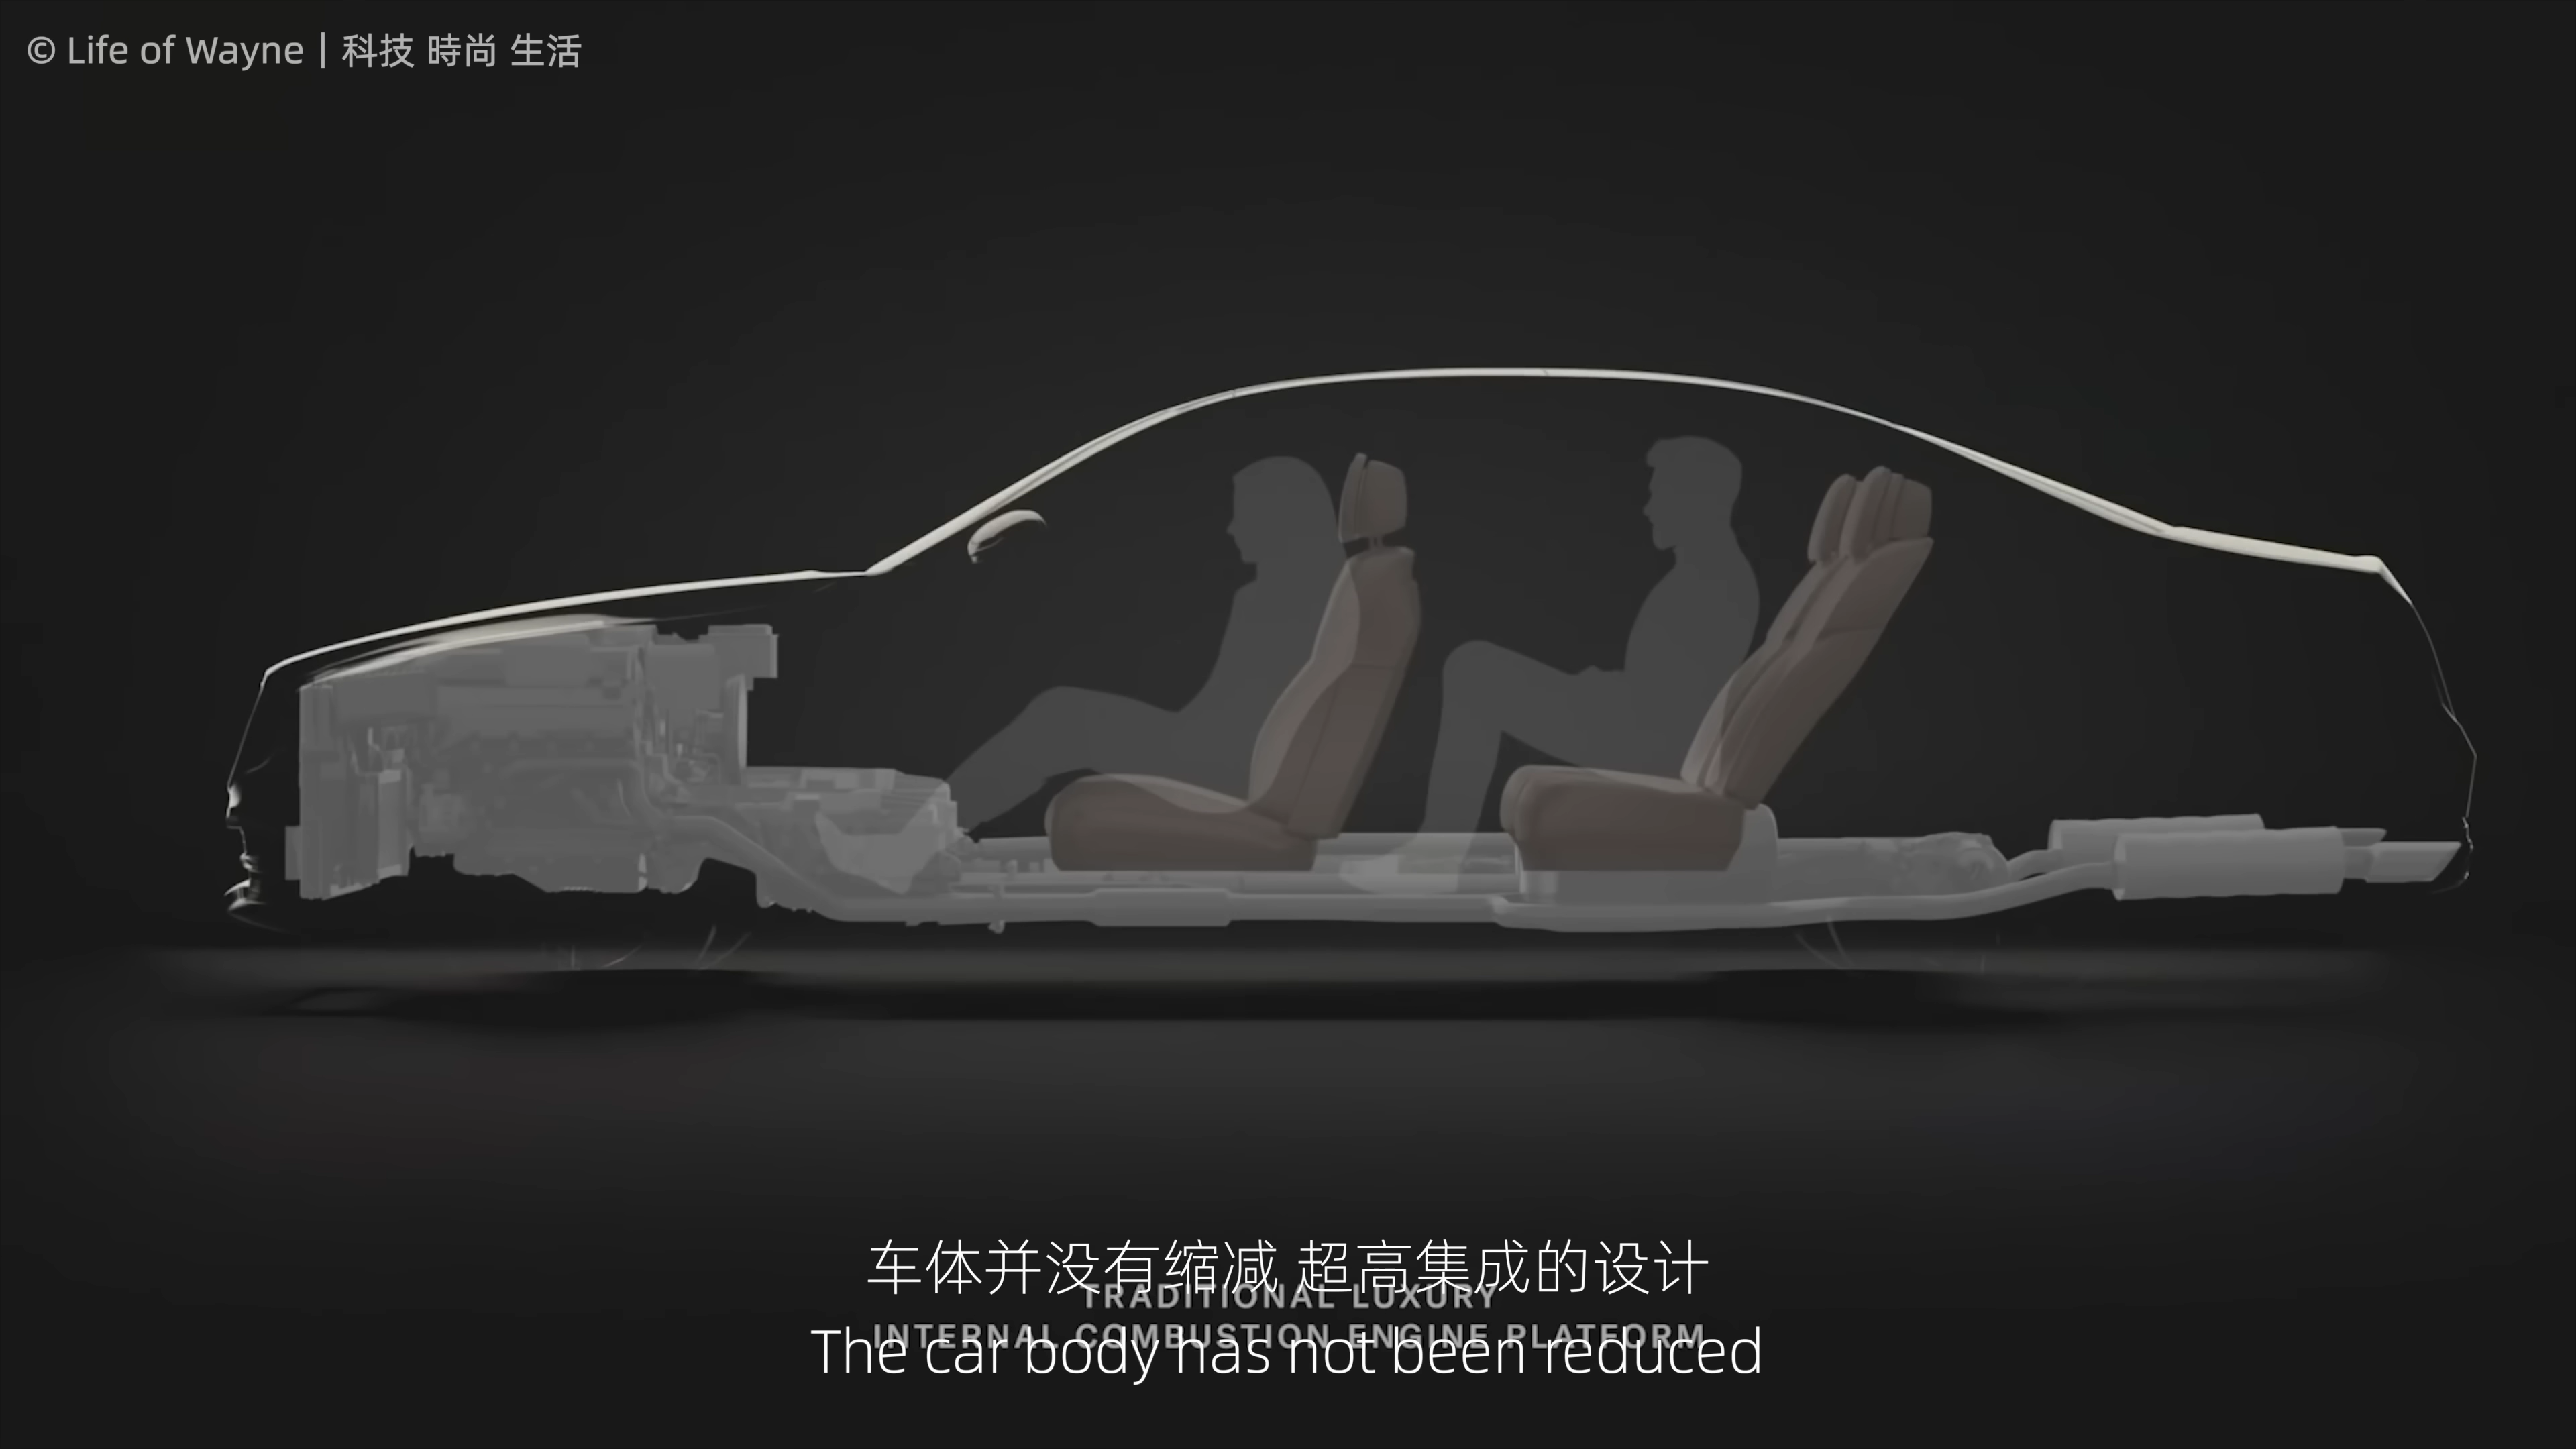 © Life of Wayne | 科技 時尚 生活
车体并没有缩减 超高集成的设计
TRADITIONAL LUXURY
INTERNAL COMBUSTION ENGINE PLATFORM
The car body has not been reduced